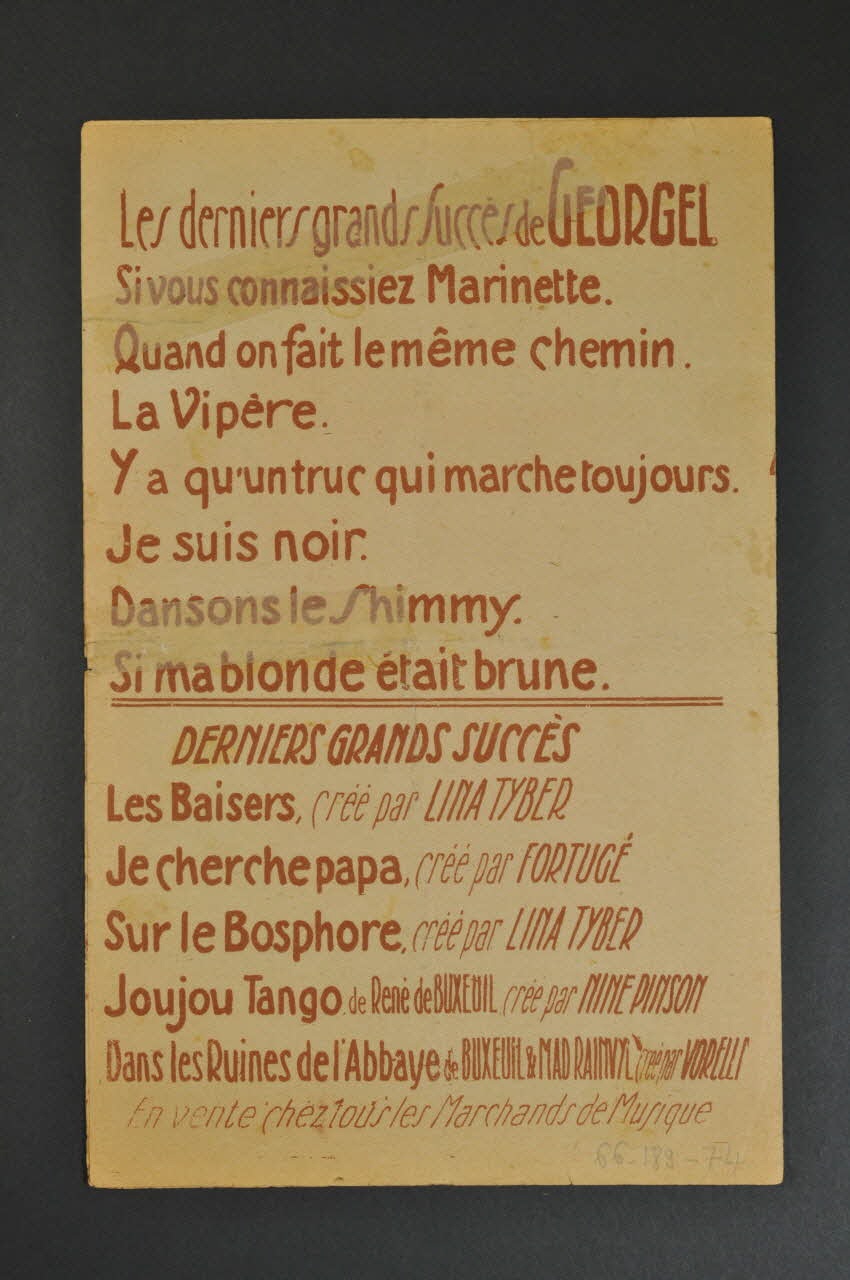 Les derniers grands succès de GEORGEL.
Si vous connaissiez Marinette.
Quand on fait le même chemin.
La Vipère.
Y a qu'un truc qui marche toujours.
Je suis noir.
Dansons le Shimmy.
Si ma blonde était brune.
DERNIERS GRANDS SUCCÈS
Les Baisers, créé par LINA TYBER
Je cherche papa, créé par FORTUGÉ
Sur le Bosphore, créé par LINA TYBER
Joujou Tango, de René de BUXEUIL, créé par NINE PINSON
Dans les Ruines de l'Abbaye de BUXEUIL & MAD RAINVYL créé par VORELLI
En vente chez tous les Marchands de Musique
66-189-74